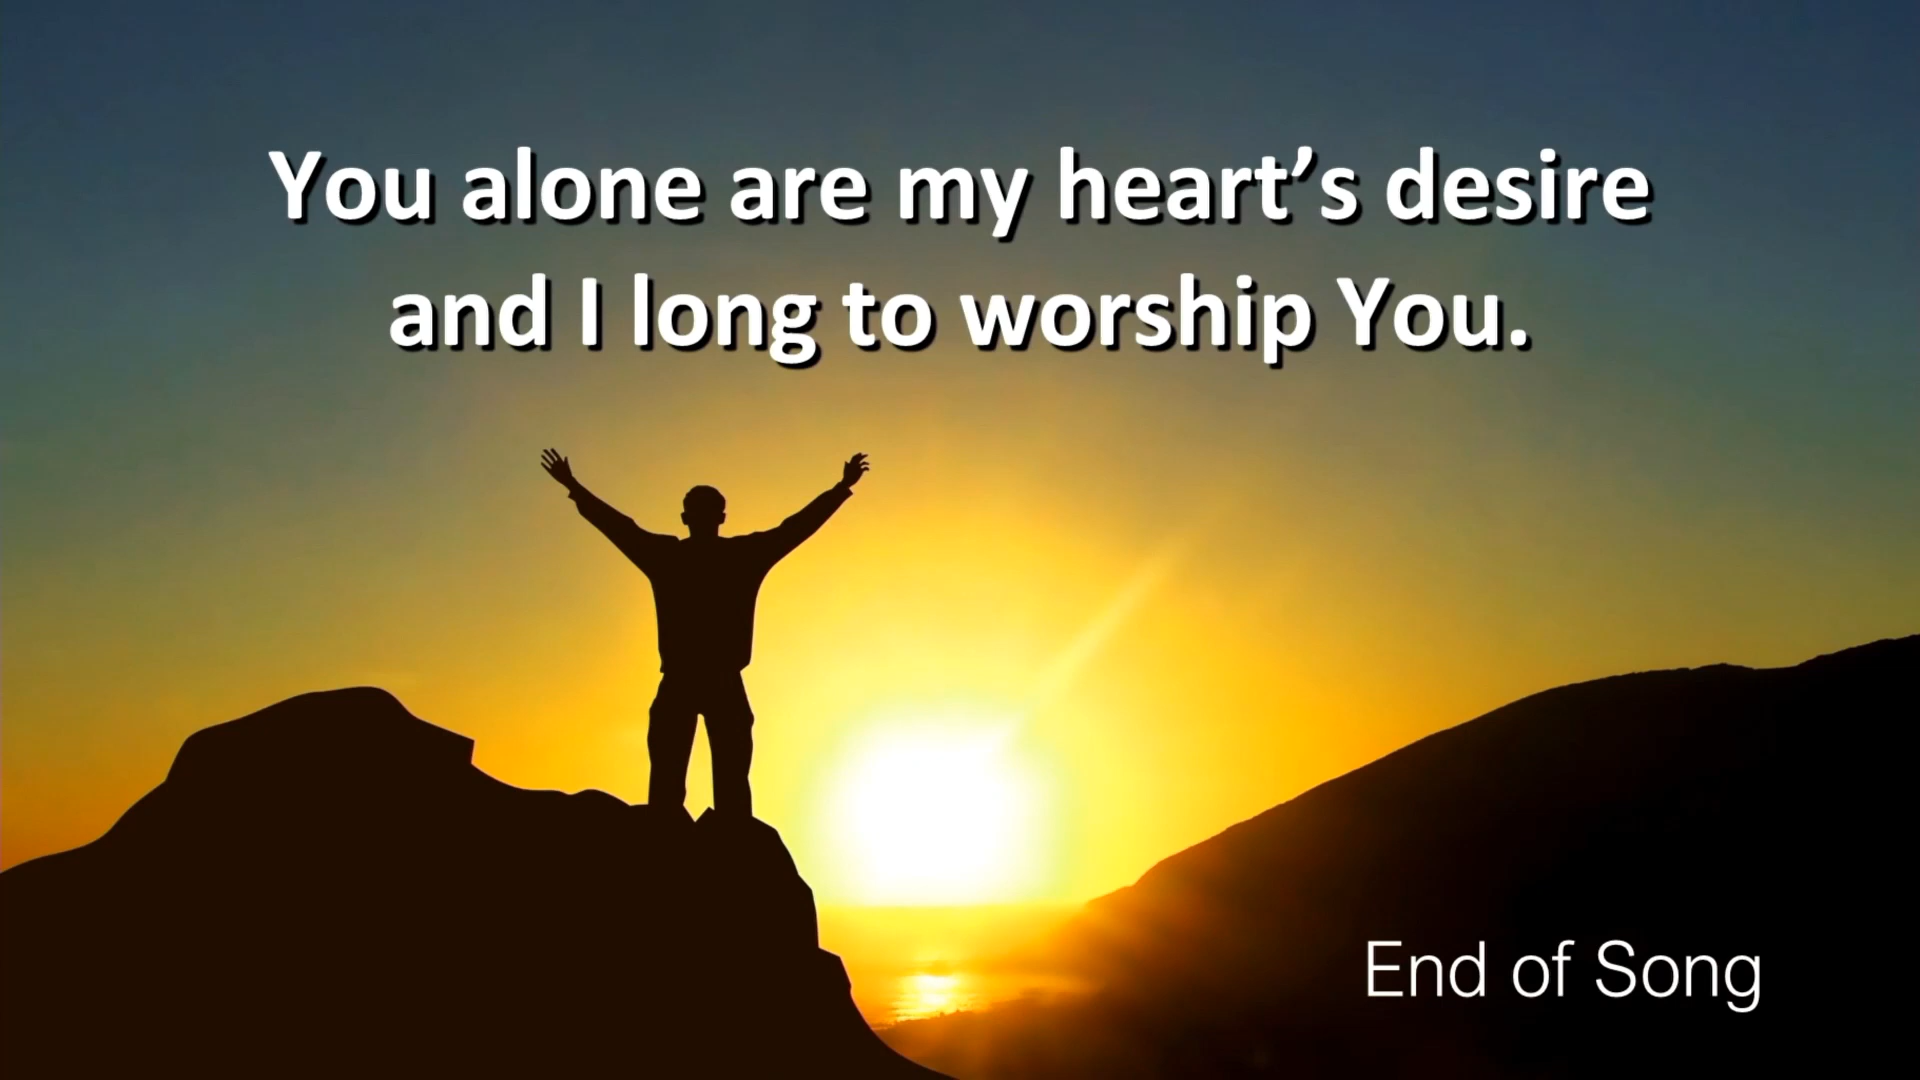 You alone are my heart’s desire
and I long to worship You.
End of Song